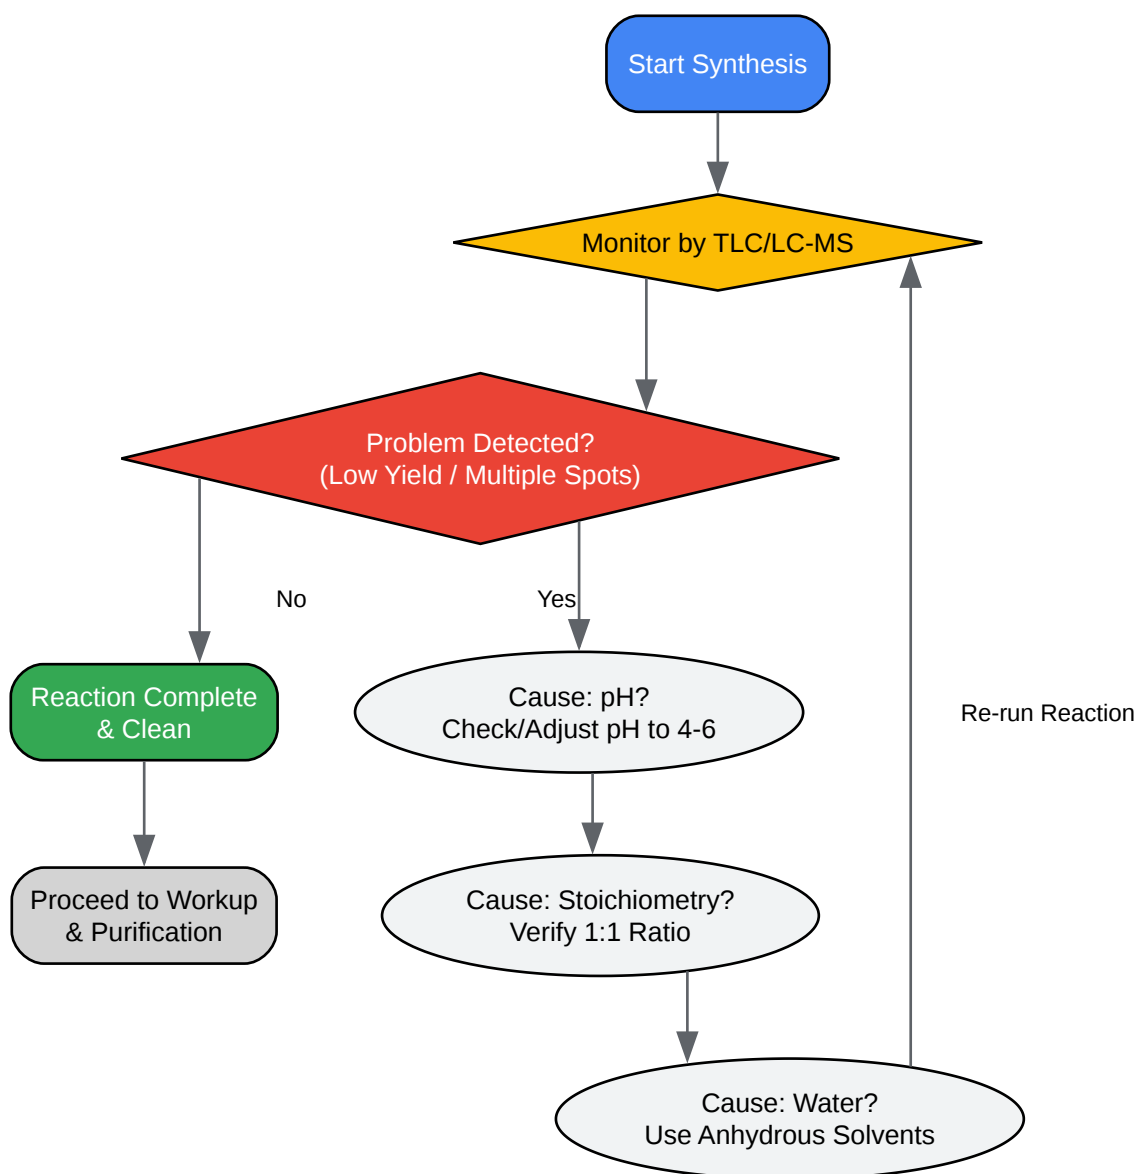 Start Synthesis
Monitor by TLC/LC-MS
Problem Detected?
(Low Yield / Multiple Spots)
No
Yes
Reaction Complete
& Clean
Cause: pH?
Check/Adjust pH to 4-6
Re-run Reaction
Proceed to Workup
& Purification
Cause: Stoichiometry?
Verify 1:1 Ratio
Cause: Water?
Use Anhydrous Solvents